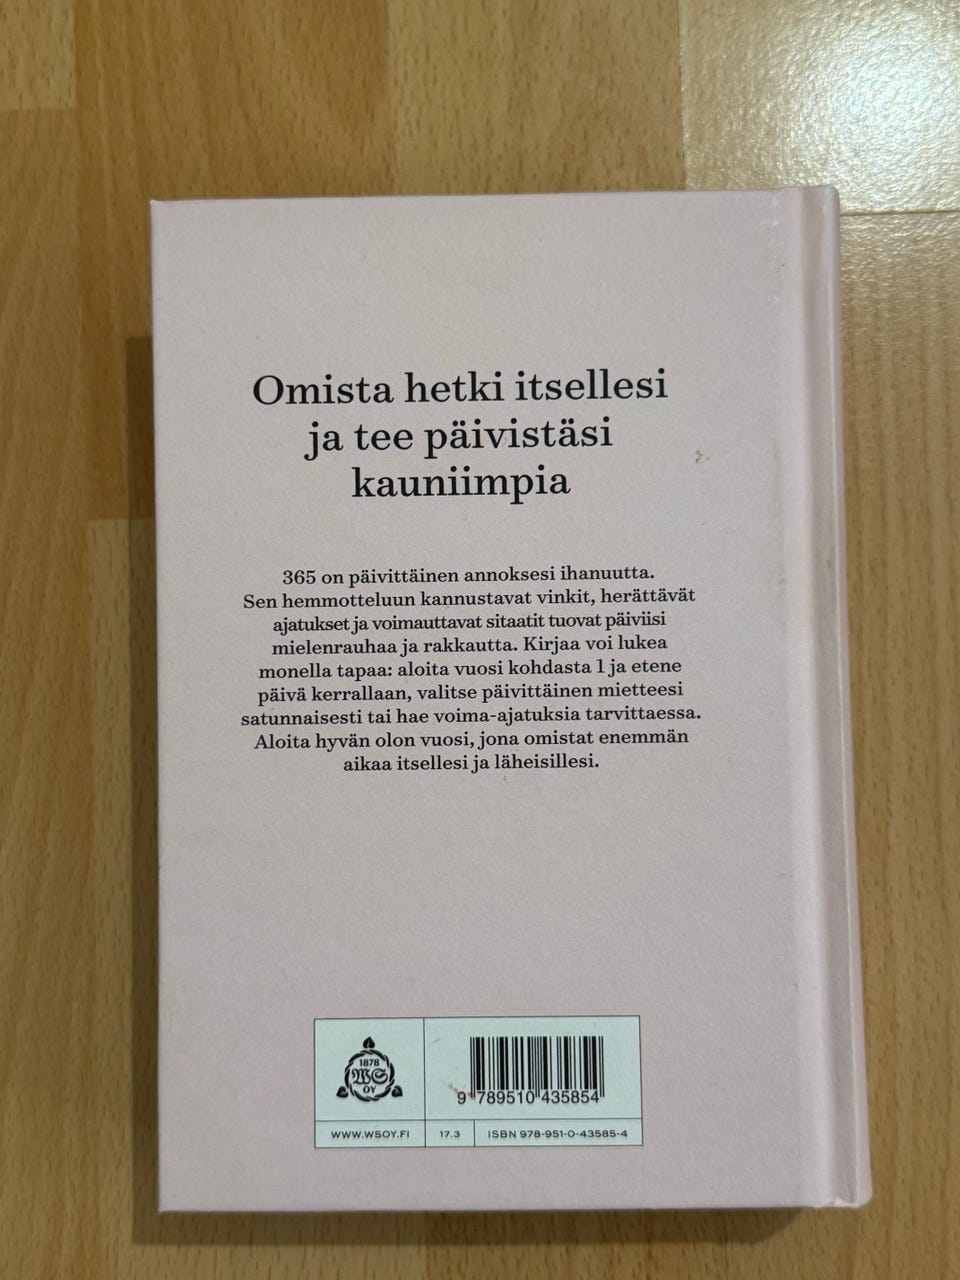 Omista hetki itsellesi
ja tee päivistäsi
kauniimpia
365 on päivittäinen annoksesi ihanuutta.
Sen hemmotteluun kannustavat vinkit, herättävät
ajatukset ja voimauttavat sitaatit tuovat päiviisi
mielenrauhaa ja rakkautta. Kirjaa voi lukea
monella tapaa: aloita vuosi kohdasta 1 ja etene
päivä kerrallaan, valitse päivittäinen mietteesi
satunnaisesti tai hae voima-ajatuksia tarvittaessa.
Aloita hyvän olon vuosi, jona omistat enemmän
aikaa itsellesi ja läheisillesi.
1878
WS
OY
9 789510 435854
WWW.WSOY.FI
17.3
ISBN 978-951-0-43585-4